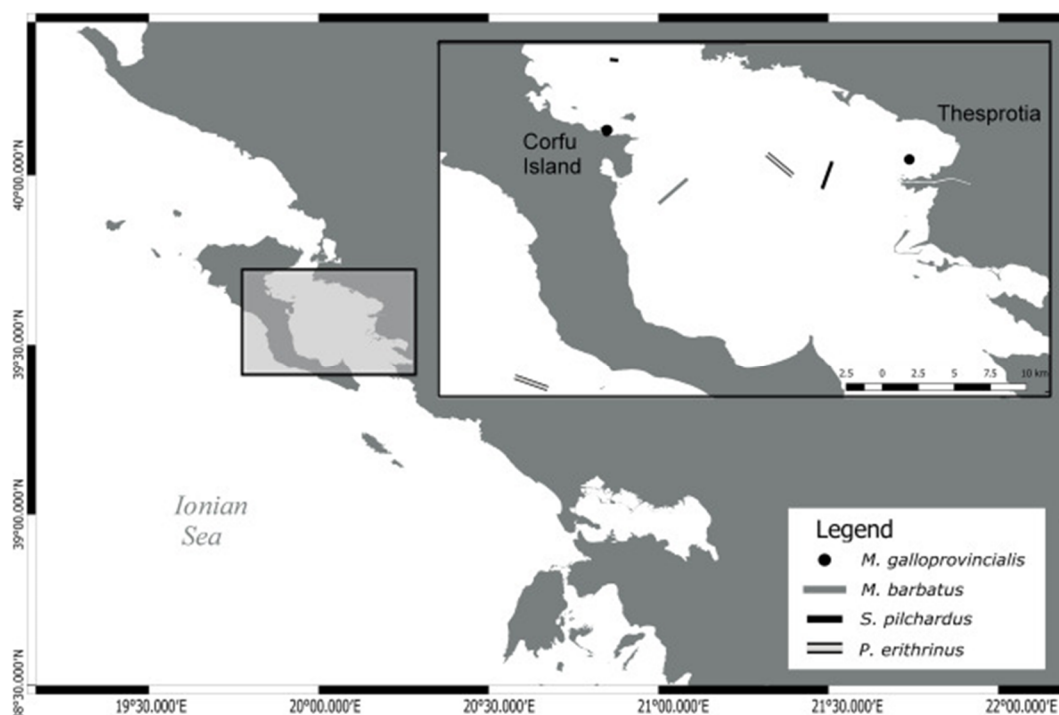 Thesprotia
Corfu
Island
2.5 0 2.5 5 7.5 10 km
40°00.000'N
39°30.000'N
39°00.000'N
38°30.000'N
Ionian
Sea
Legend
M. galloprovincialis
M. barbatus
S. pilchardus
P. erithrinus
19°30.000'E 20°00.000'E 20°30.000'E 21°00.000'E 21°30.000'E 22°00.000'E